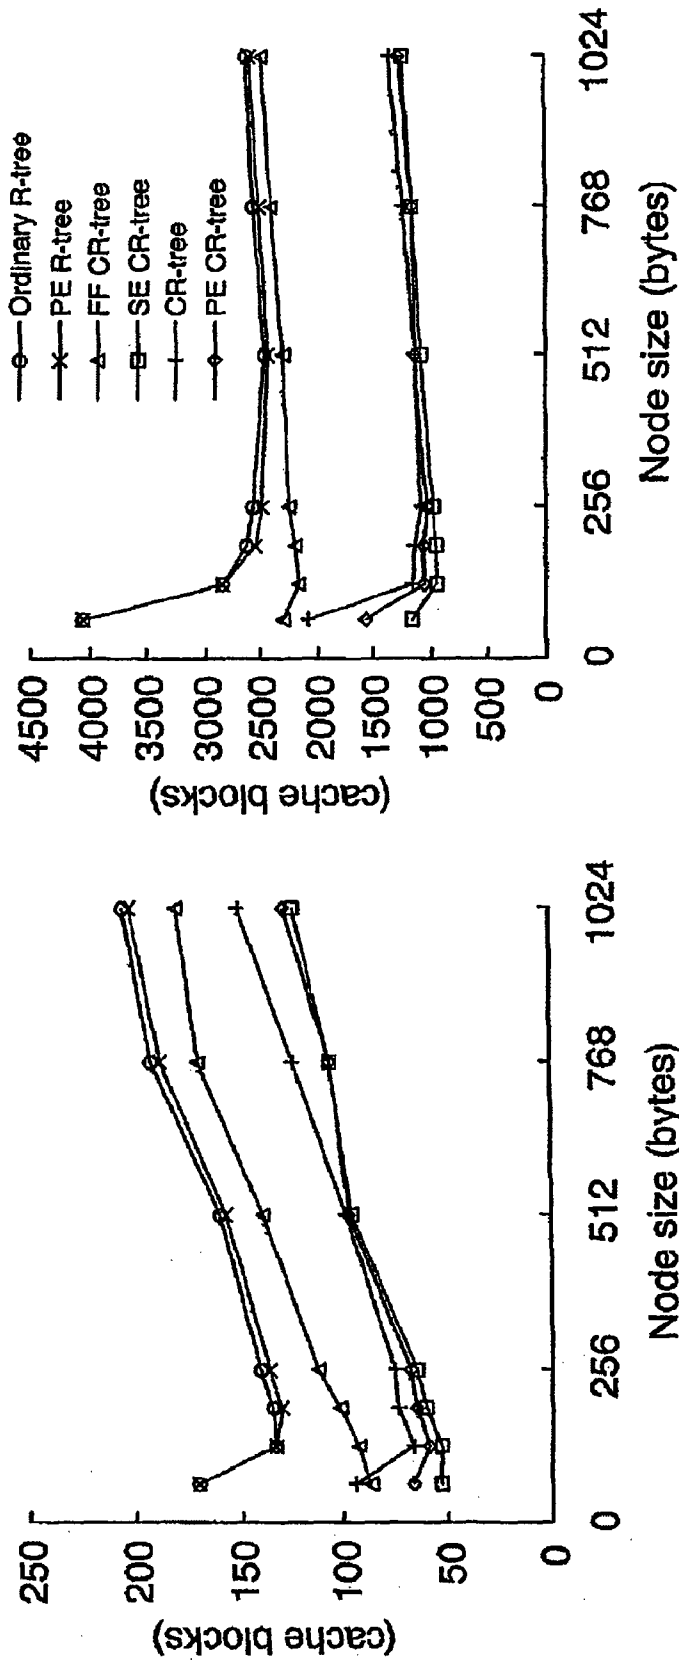 (cache blocks)
250
200
150
100
50
0
0
256
512
768
1024
Node size (bytes)
(cache blocks)
4500
4000
3500
3000
2500
2000
1500
1000
500
0
0
256
512
768
1024
Node size (bytes)
Ordinary R-tree
PE R-tree
FF CR-tree
SE CR-tree
CR-tree
PE CR-tree